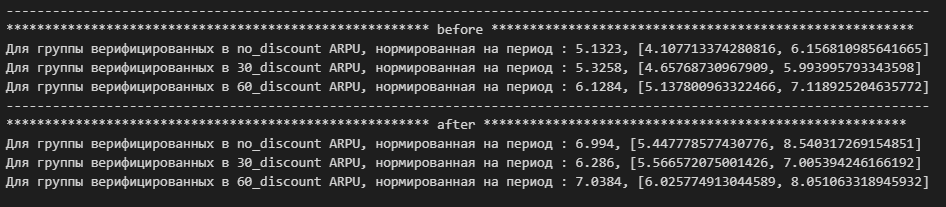 ------------------------------------------------------------------------------------------------------------------------
******************************************************* before *******************************************************
Для группы верифицированных в no_discount ARPU, нормированная на период : 5.1323, [4.107713374280816, 6.156810985641665]
Для группы верифицированных в 30_discount ARPU, нормированная на период : 5.3258, [4.65768730967909, 5.993995793343598]
Для группы верифицированных в 60_discount ARPU, нормированная на период : 6.1284, [5.137800963322466, 7.118925204635772]
------------------------------------------------------------------------------------------------------------------------
******************************************************* after *******************************************************
Для группы верифицированных в no_discount ARPU, нормированная на период : 6.994, [5.447778577430776, 8.540317269154851]
Для группы верифицированных в 30_discount ARPU, нормированная на период : 6.286, [5.566572075001426, 7.005394246166192]
Для группы верифицированных в 60_discount ARPU, нормированная на период : 7.0384, [6.025774913044589, 8.051063318945932]